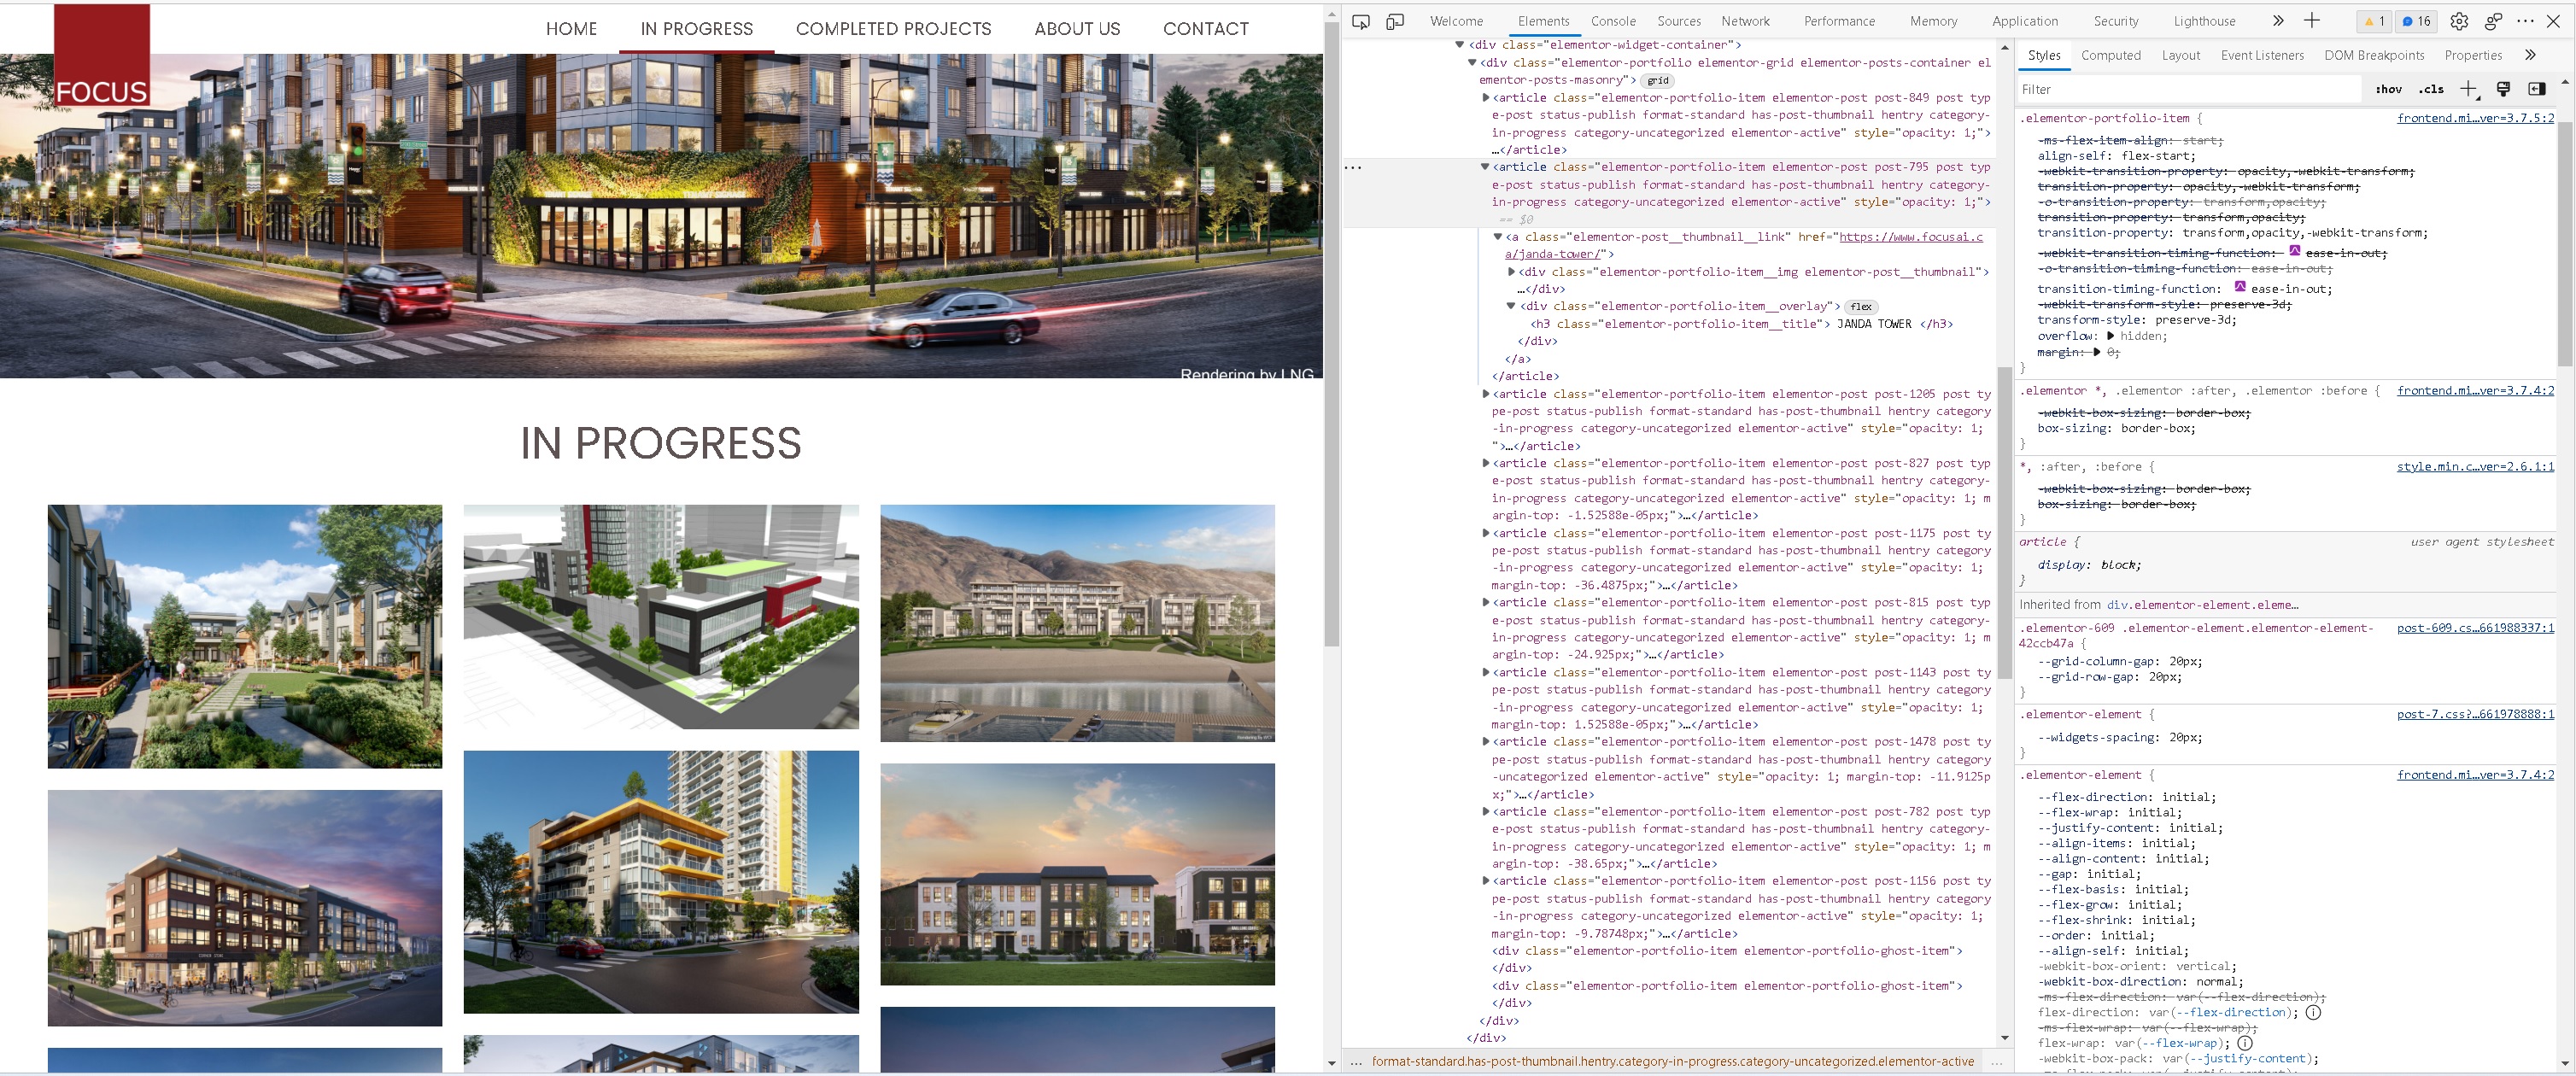 HOME IN PROGRESS COMPLETED PROJECTS ABOUT US CONTACT
FOCUS
Rendering by LNG
IN PROGRESS
Welcome Elements Console Sources Network Performance Memory Application Security Lighthouse 1 16
<div class="elementor-widget-container">
<div class="elementor-portfolio elementor-grid elementor-posts-container el
ementor-posts-masonry"> grid
<article class="elementor-portfolio-item elementor-post post-849 post typ
e-post status-publish format-standard has-post-thumbnail hentry category-
in-progress category-uncategorized elementor-active" style="opacity: 1;">
…</article>
<article class="elementor-portfolio-item elementor-post post-795 post typ
e-post status-publish format-standard has-post-thumbnail hentry category-
in-progress category-uncategorized elementor-active" style="opacity: 1;">
== $0
<a class="elementor-post__thumbnail__link" href="https://www.focusai.c
a/janda-tower/">
<div class="elementor-portfolio-item__img elementor-post__thumbnail">
…</div>
<div class="elementor-portfolio-item__overlay"> flex
<h3 class="elementor-portfolio-item__title"> JANDA TOWER </h3>
</div>
</a>
</article>
<article class="elementor-portfolio-item elementor-post post-1205 post ty
pe-post status-publish format-standard has-post-thumbnail hentry category
-in-progress category-uncategorized elementor-active" style="opacity: 1;
">…</article>
<article class="elementor-portfolio-item elementor-post post-827 post typ
e-post status-publish format-standard has-post-thumbnail hentry category-
in-progress category-uncategorized elementor-active" style="opacity: 1; m
argin-top: -1.52588e-05px;">…</article>
<article class="elementor-portfolio-item elementor-post post-1175 post ty
pe-post status-publish format-standard has-post-thumbnail hentry category
-in-progress category-uncategorized elementor-active" style="opacity: 1;
margin-top: -36.4875px;">…</article>
<article class="elementor-portfolio-item elementor-post post-815 post typ
e-post status-publish format-standard has-post-thumbnail hentry category-
in-progress category-uncategorized elementor-active" style="opacity: 1; m
argin-top: -24.925px;">…</article>
<article class="elementor-portfolio-item elementor-post post-1143 post ty
pe-post status-publish format-standard has-post-thumbnail hentry category
-in-progress category-uncategorized elementor-active" style="opacity: 1;
margin-top: 1.52588e-05px;">…</article>
<article class="elementor-portfolio-item elementor-post post-1478 post ty
pe-post status-publish format-standard has-post-thumbnail hentry category
-uncategorized elementor-active" style="opacity: 1; margin-top: -11.9125p
x;">…</article>
<article class="elementor-portfolio-item elementor-post post-782 post typ
e-post status-publish format-standard has-post-thumbnail hentry category-
in-progress category-uncategorized elementor-active" style="opacity: 1; m
argin-top: -38.65px;">…</article>
<article class="elementor-portfolio-item elementor-post post-1156 post ty
pe-post status-publish format-standard has-post-thumbnail hentry category
-in-progress category-uncategorized elementor-active" style="opacity: 1;
margin-top: -9.78748px;">…</article>
<div class="elementor-portfolio-item elementor-portfolio-ghost-item">
</div>
<div class="elementor-portfolio-item elementor-portfolio-ghost-item">
</div>
</div>
</div>
… format-standard.has-post-thumbnail.hentry.category-in-progress.category-uncategorized.elementor-active …
Styles Computed Layout Event Listeners DOM Breakpoints Properties
Filter :hov .cls
.elementor-portfolio-item { frontend.mi…ver=3.7.5:2
-ms-flex-item-align: start;
align-self: flex-start;
-webkit-transition-property: opacity,-webkit-transform;
transition-property: opacity,-webkit-transform;
-o-transition-property: transform,opacity;
transition-property: transform,opacity;
transition-property: transform,opacity,-webkit-transform;
-webkit-transition-timing-function: ease-in-out;
-o-transition-timing-function: ease-in-out;
transition-timing-function: ease-in-out;
-webkit-transform-style: preserve-3d;
transform-style: preserve-3d;
overflow: hidden;
margin: 0;
}
.elementor *, .elementor :after, .elementor :before { frontend.mi…ver=3.7.4:2
-webkit-box-sizing: border-box;
box-sizing: border-box;
}
*, :after, :before { style.min.c…ver=2.6.1:1
-webkit-box-sizing: border-box;
box-sizing: border-box;
}
article { user agent stylesheet
display: block;
}
Inherited from div.elementor-element.eleme…
.elementor-609 .elementor-element.elementor-element- post-609.cs…661988337:1
42ccb47a {
--grid-column-gap: 20px;
--grid-row-gap: 20px;
}
.elementor-element { post-7.css?…661978888:1
--widgets-spacing: 20px;
}
.elementor-element { frontend.mi…ver=3.7.4:2
--flex-direction: initial;
--flex-wrap: initial;
--justify-content: initial;
--align-items: initial;
--align-content: initial;
--gap: initial;
--flex-basis: initial;
--flex-grow: initial;
--flex-shrink: initial;
--order: initial;
--align-self: initial;
-webkit-box-orient: vertical;
-webkit-box-direction: normal;
-ms-flex-direction: var(--flex-direction);
flex-direction: var(--flex-direction);
-ms-flex-wrap: var(--flex-wrap);
flex-wrap: var(--flex-wrap);
-webkit-box-pack: var(--justify-content);